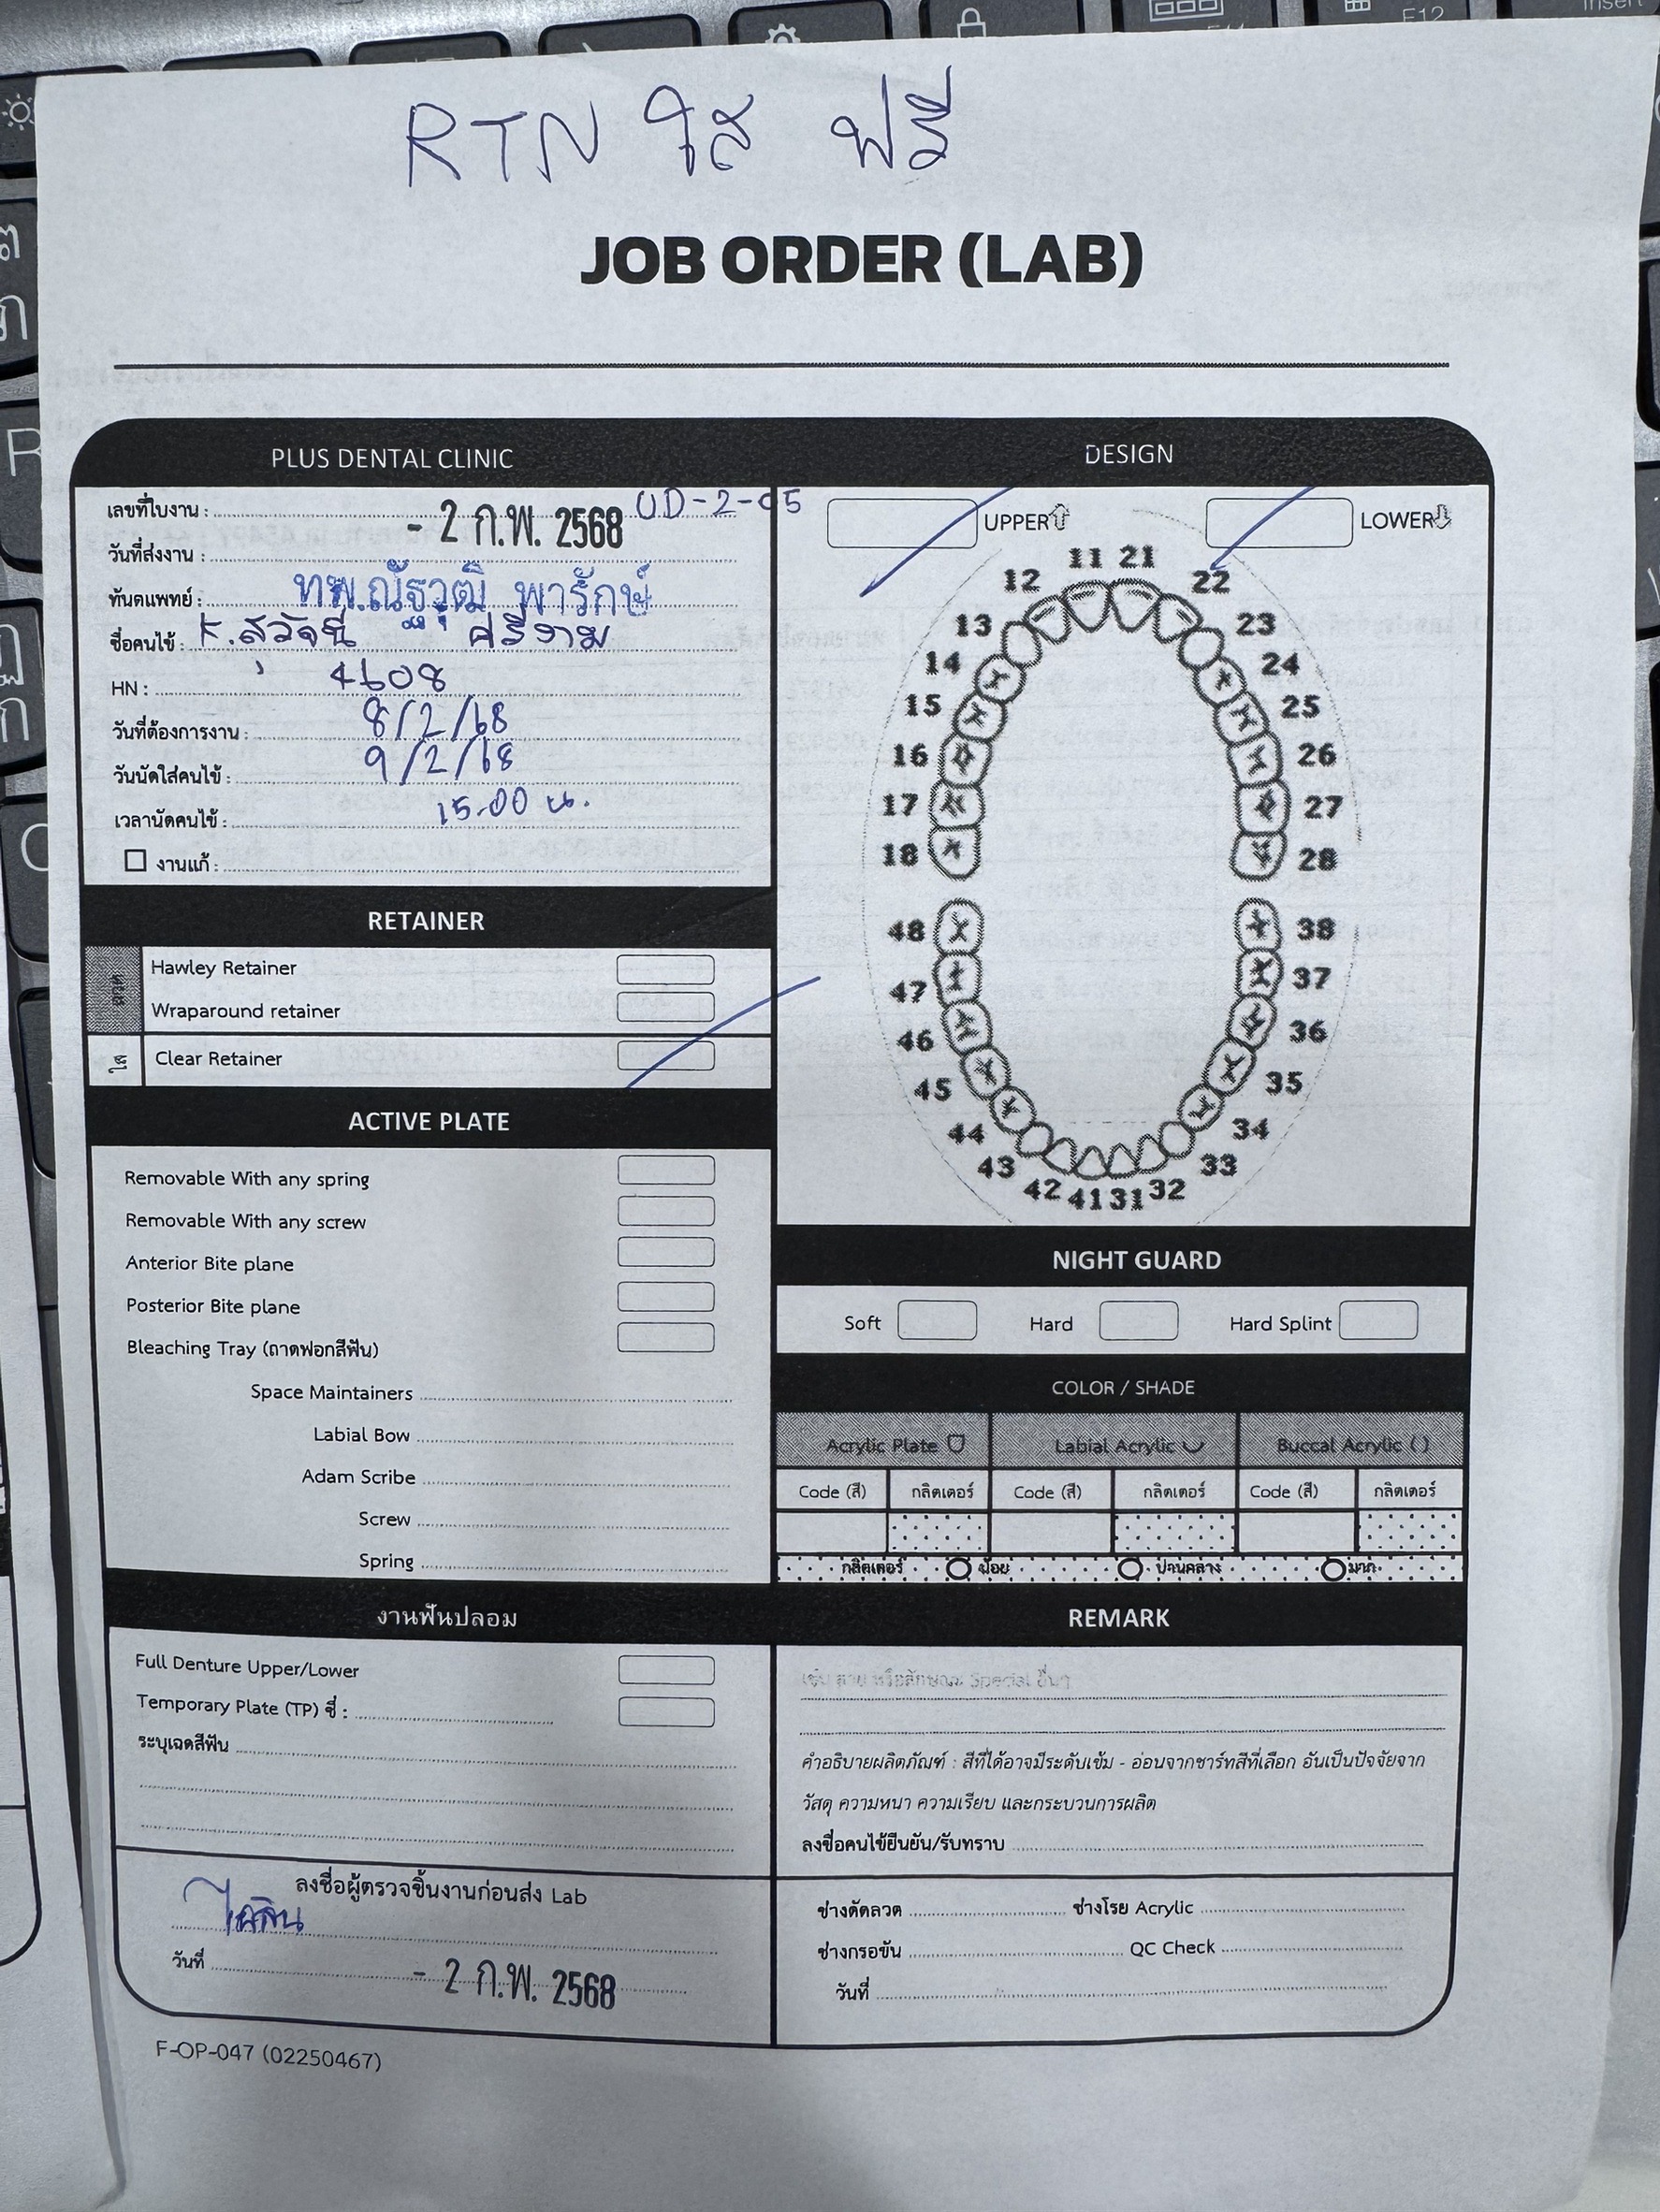 RTN ใส ฟรี
JOB ORDER (LAB)
PLUS DENTAL CLINIC
เลขที่ใบงาน : UD-2-05
วันที่ส่งงาน : - 2 ก.พ. 2568
ทันตแพทย์ : ทพ.ณัฐวุฒิ พารักษ์
ชื่อคนไข้ : K. สุวัจนี ศรีงาม
HN : 4608
วันที่ต้องการงาน : 8/2/68
วันนัดใส่คนไข้ : 9/2/68
เวลานัดคนไข้ : 15.00 น.
งานแก้ :
RETAINER
ลวด
Hawley Retainer
Wraparound retainer
ใส
Clear Retainer
ACTIVE PLATE
Removable With any spring
Removable With any screw
Anterior Bite plane
Posterior Bite plane
Bleaching Tray (ถาดฟอกสีฟัน)
Space Maintainers
Labial Bow
Adam Scribe
Screw
Spring
งานฟันปลอม
Full Denture Upper/Lower
Temporary Plate (TP) ซี่ :
ระบุเฉดสีฟัน
ลงชื่อผู้ตรวจชิ้นงานก่อนส่ง Lab
วันที่ - 2 ก.พ. 2568
DESIGN
UPPER LOWER
11 21
12 22
13 23
14 24
15 25
16 26
17 27
18 28
48 38
47 37
46 36
45 35
44 34
43 33
42 41 31 32
NIGHT GUARD
Soft Hard Hard Splint
COLOR / SHADE
Acrylic Plate Labial Acrylic Buccal Acrylic ( )
Code (สี) กลิตเตอร์ Code (สี) กลิตเตอร์ Code (สี) กลิตเตอร์
กลิตเตอร์ น้อย ปานกลาง มาก
REMARK
เช่น ลาย หรือลักษณะ Special อื่นๆ
คำอธิบายผลิตภัณฑ์ : สีที่ได้อาจมีระดับเข้ม - อ่อนจากชาร์ทสีที่เลือก อันเป็นปัจจัยจาก
วัสดุ ความหนา ความเรียบ และกระบวนการผลิต
ลงชื่อคนไข้ยืนยัน/รับทราบ
ช่างดัดลวด ช่างโรย Acrylic
ช่างกรอขัน QC Check
วันที่
F-OP-047 (02250467)